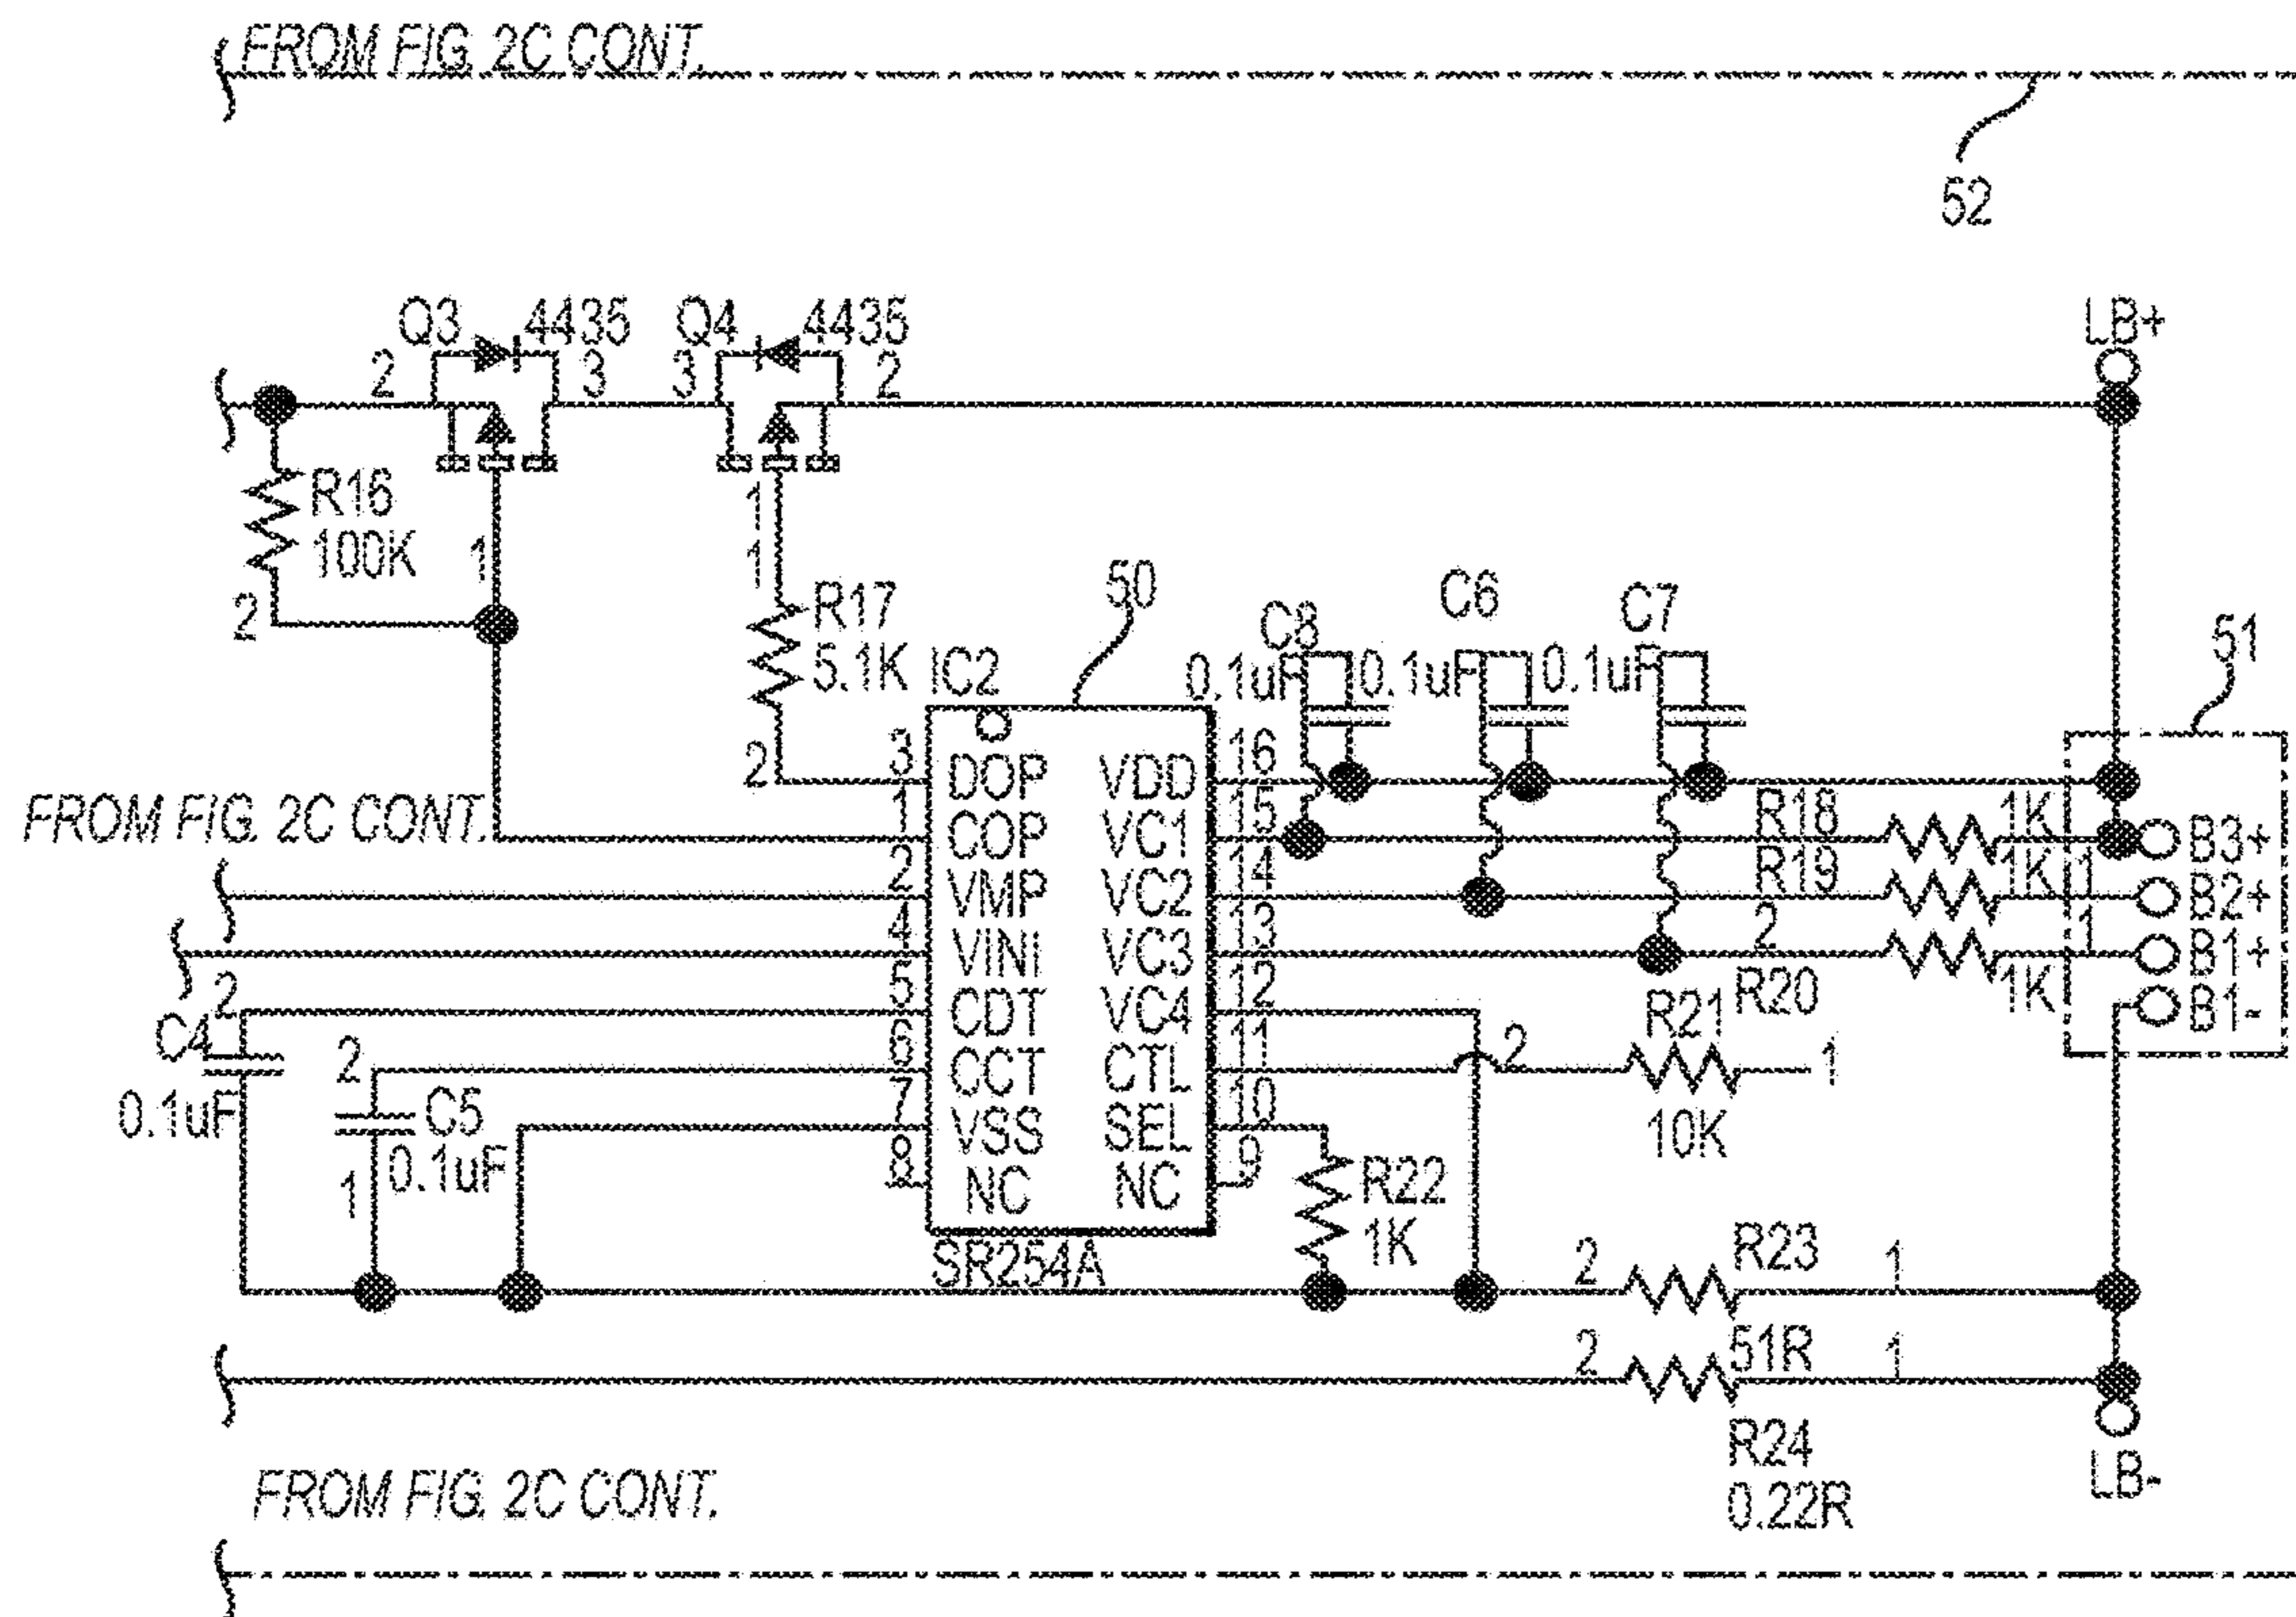 FROM FIG. 2C CONT.
52
Q3 4435 Q4 4435 LB+
2 3 3 2
R16
100K
1
1
1
2
R17
5.1K
2
50
C8
0.1uF
C6
0.1uF
C7
0.1uF
51
IC2
3 DOP VDD 16
1 COP VC1 15
2 VMP VC2 14
4 VINI VC3 13
5 CDT VC4 12
6 CCT CTL 11
7 VSS SEL 10
8 NC NC 9
SR254A
FROM FIG. 2C CONT.
R18 1K B3+
R19 1K 1 B2+
2 1 B1+
R20 1K B1-
2 R21 1
10K
2
C4
0.1uF
2
C5
0.1uF
1
R22
1K
2 R23 1
51R
2 1
R24
0.22R
LB-
FROM FIG. 2C CONT.